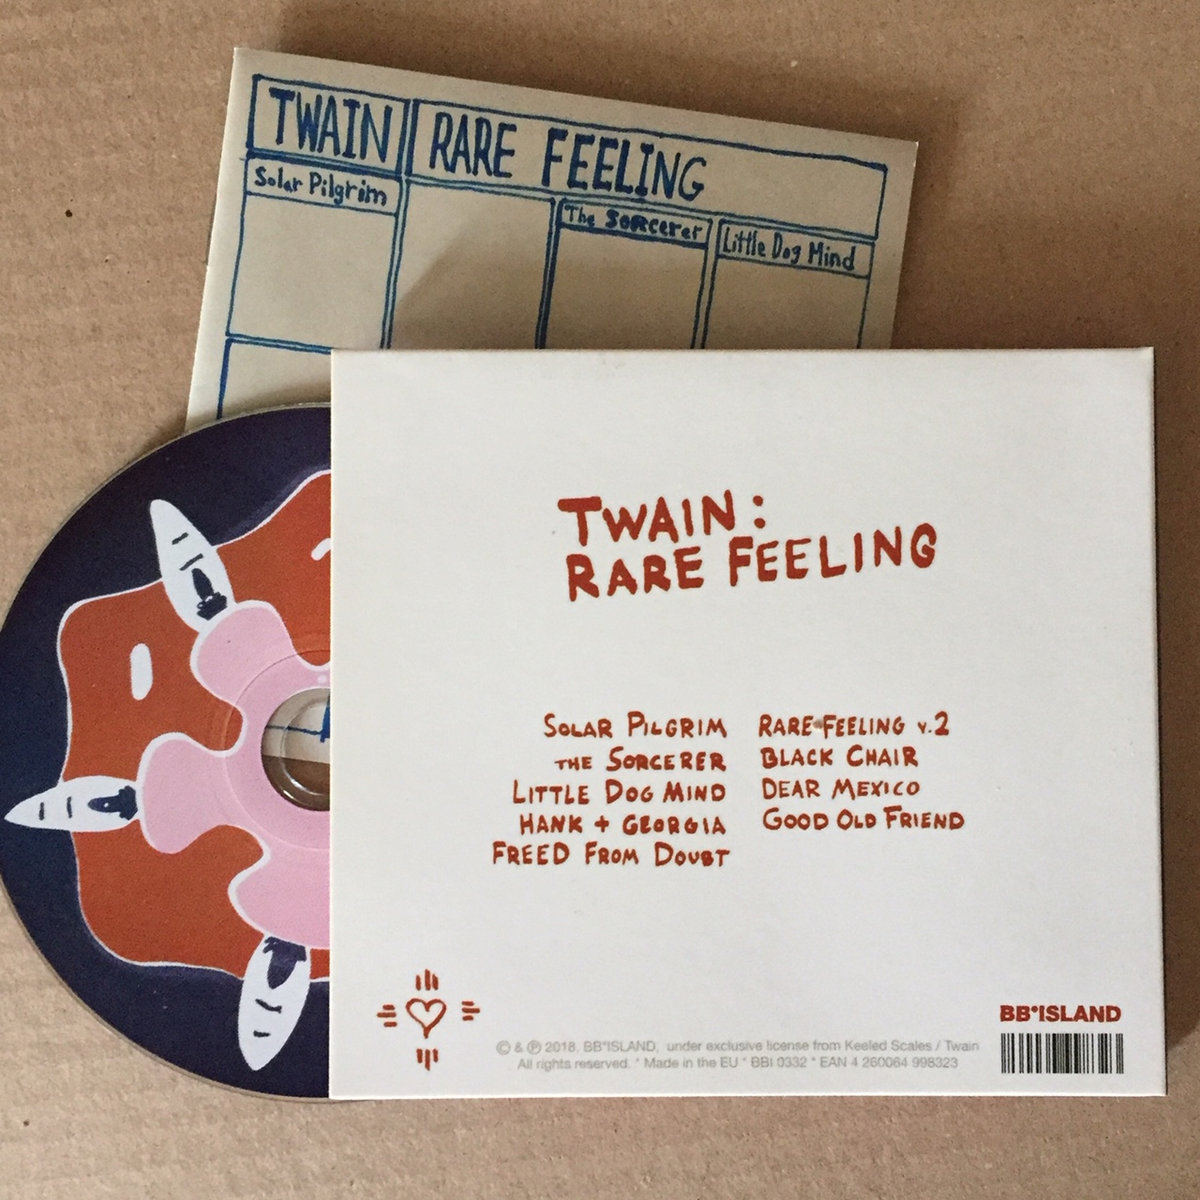 TWAIN RARE FEELING
Solar Pilgrim
The Sorcerer
Little Dog Mind
TWAIN:
RARE FEELING
SOLAR PILGRIM
THE SORCERER
LITTLE DOG MIND
HANK + GEORGIA
FREED FROM DOUBT
RARE FEELING v.2
BLACK CHAIR
DEAR MEXICO
GOOD OLD FRIEND
BB*ISLAND
© & ℗ 2018. BB*ISLAND, under exclusive license from Keeled Scales / Twain
All rights reserved. * Made in the EU * BBI 0332 * EAN 4 260064 998323